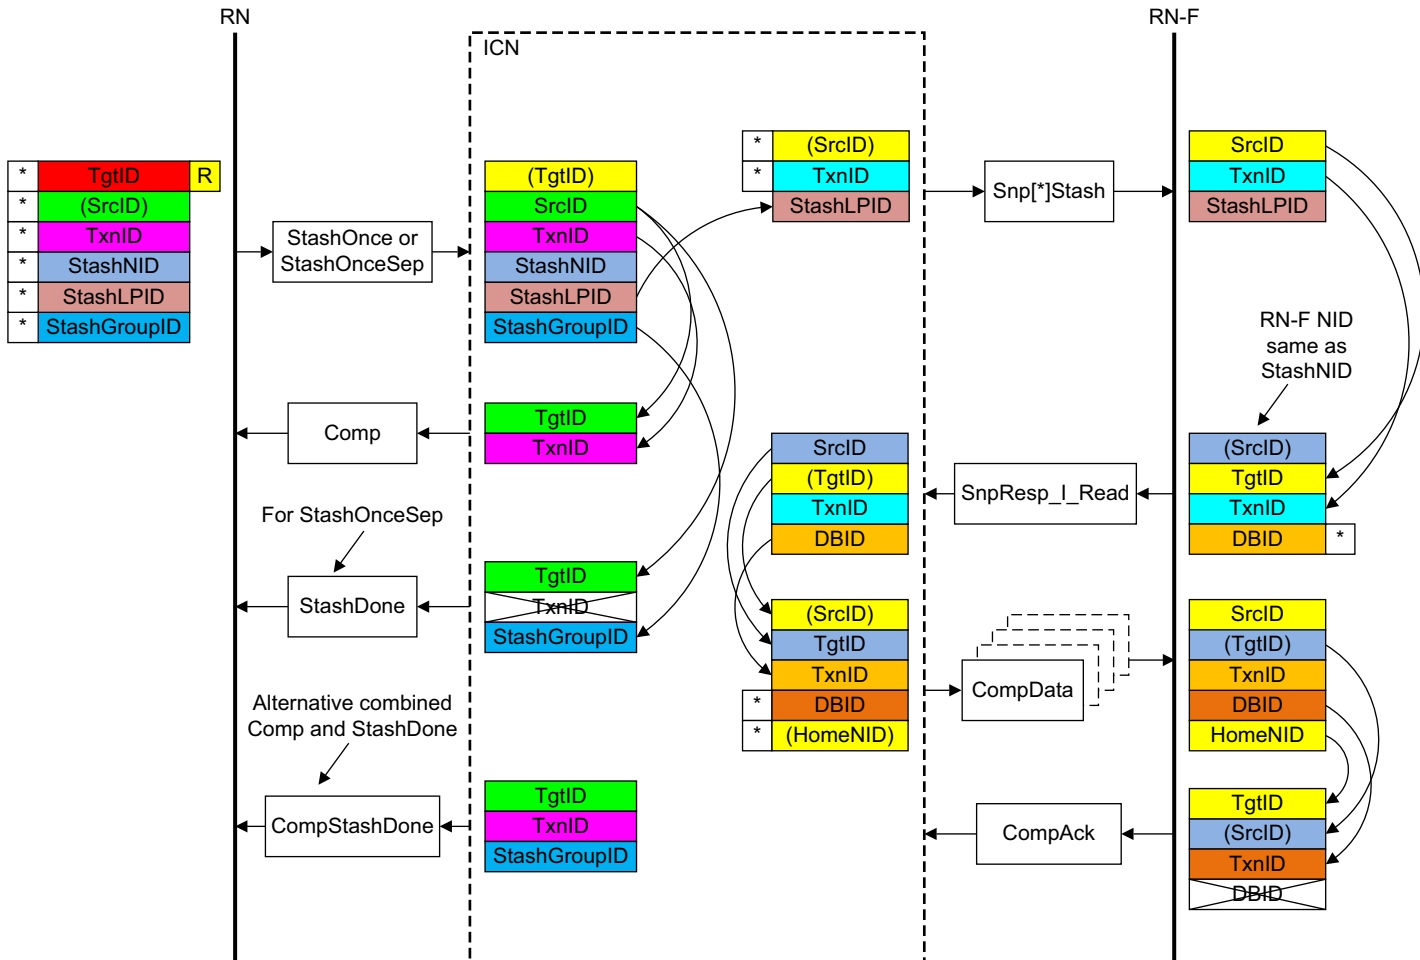 RN
RN-F
ICN
* TgtID R
* (SrcID)
* TxnID
* StashNID
* StashLPID
* StashGroupID
StashOnce or
StashOnceSep
(TgtID)
SrcID
TxnID
StashNID
StashLPID
StashGroupID
* (SrcID)
* TxnID
StashLPID
Snp[*]Stash
SrcID
TxnID
StashLPID
RN-F NID
same as
StashNID
Comp
TgtID
TxnID
SrcID
(TgtID)
TxnID
DBID
SnpResp_I_Read
(SrcID)
TgtID
TxnID
DBID *
For StashOnceSep
StashDone
TgtID
TxnID
StashGroupID
(SrcID)
TgtID
TxnID
* DBID
* (HomeNID)
CompData
SrcID
(TgtID)
TxnID
DBID
HomeNID
Alternative combined
Comp and StashDone
CompStashDone
TgtID
TxnID
StashGroupID
CompAck
TgtID
(SrcID)
TxnID
DBID